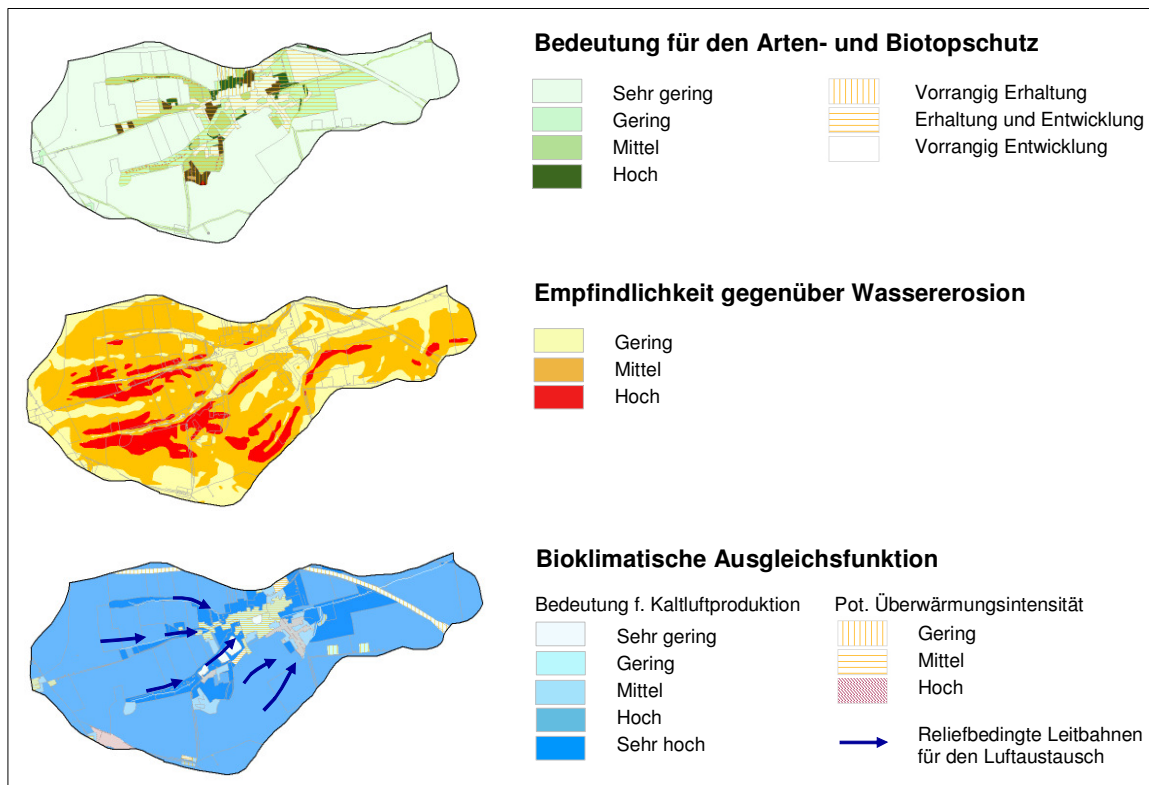 Bedeutung für den Arten- und Biotopschutz
Sehr gering
Gering
Mittel
Hoch
Vorrangig Erhaltung
Erhaltung und Entwicklung
Vorrangig Entwicklung
Empfindlichkeit gegenüber Wassererosion
Gering
Mittel
Hoch
Bioklimatische Ausgleichsfunktion
Bedeutung f. Kaltluftproduktion
Sehr gering
Gering
Mittel
Hoch
Sehr hoch
Pot. Überwärmungsintensität
Gering
Mittel
Hoch
Reliefbedingte Leitbahnen
für den Luftaustausch